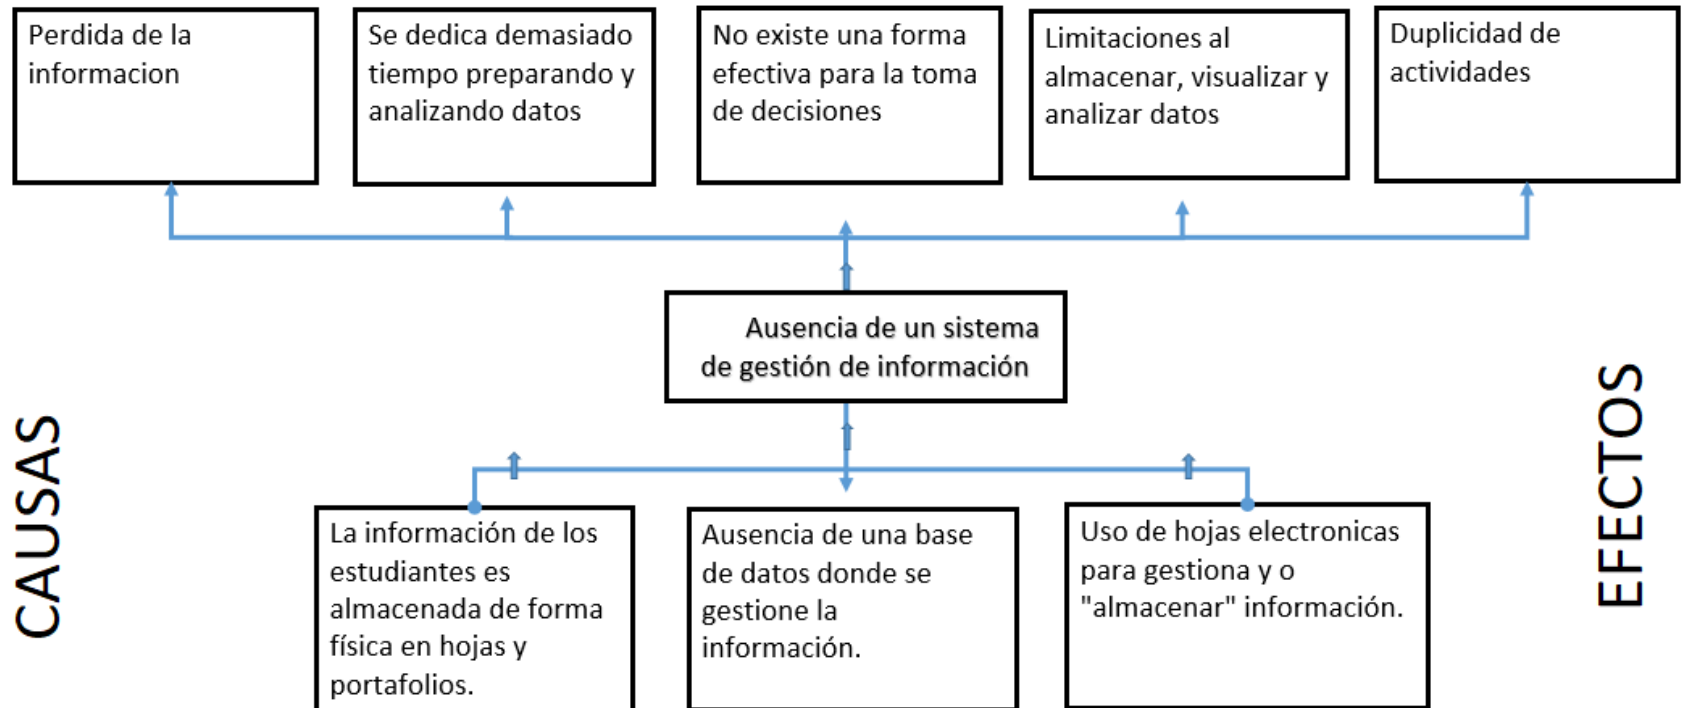 Perdida de la
informacion
Se dedica demasiado
tiempo preparando y
analizando datos
No existe una forma
efectiva para la toma
de decisiones
Limitaciones al
almacenar, visualizar y
analizar datos
Duplicidad de
actividades
Ausencia de un sistema
de gestión de información
CAUSAS
EFECTOS
La información de los
estudiantes es
almacenada de forma
física en hojas y
portafolios.
Ausencia de una base
de datos donde se
gestione la
información.
Uso de hojas electronicas
para gestiona y o
"almacenar" información.